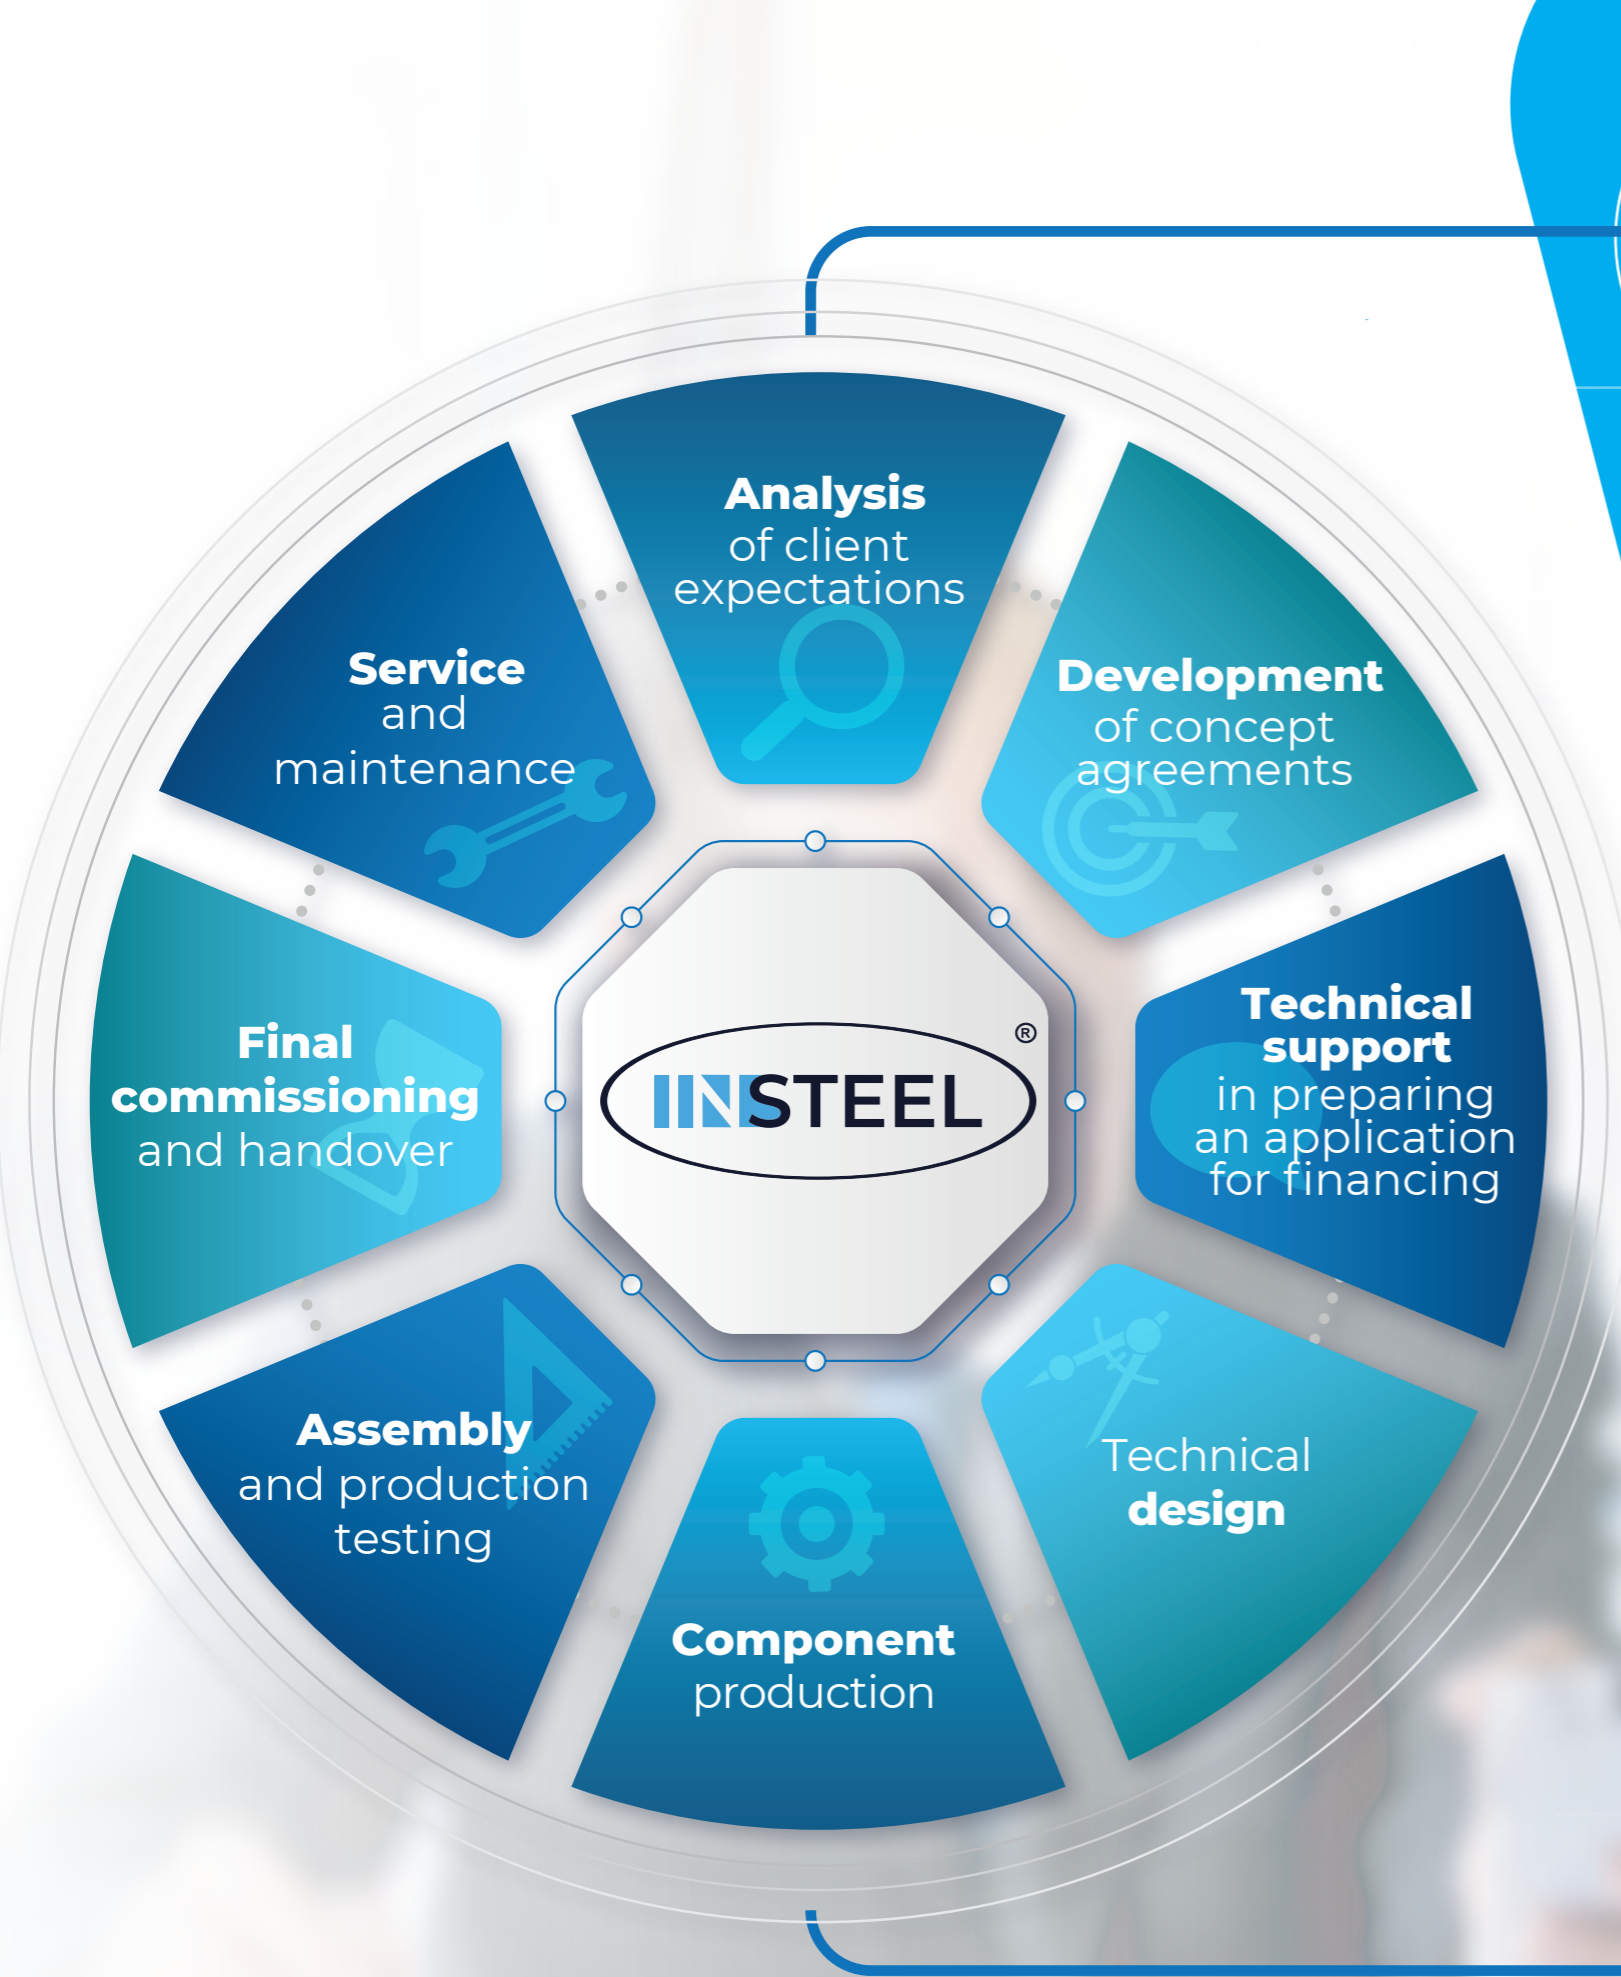 Analysis
of client
expectations
Development
of concept
agreements
Technical
support
in preparing
an application
for financing
Technical
design
Component
production
Assembly
and production
testing
Final
commissioning
and handover
Service
and
maintenance
INSTEEL®